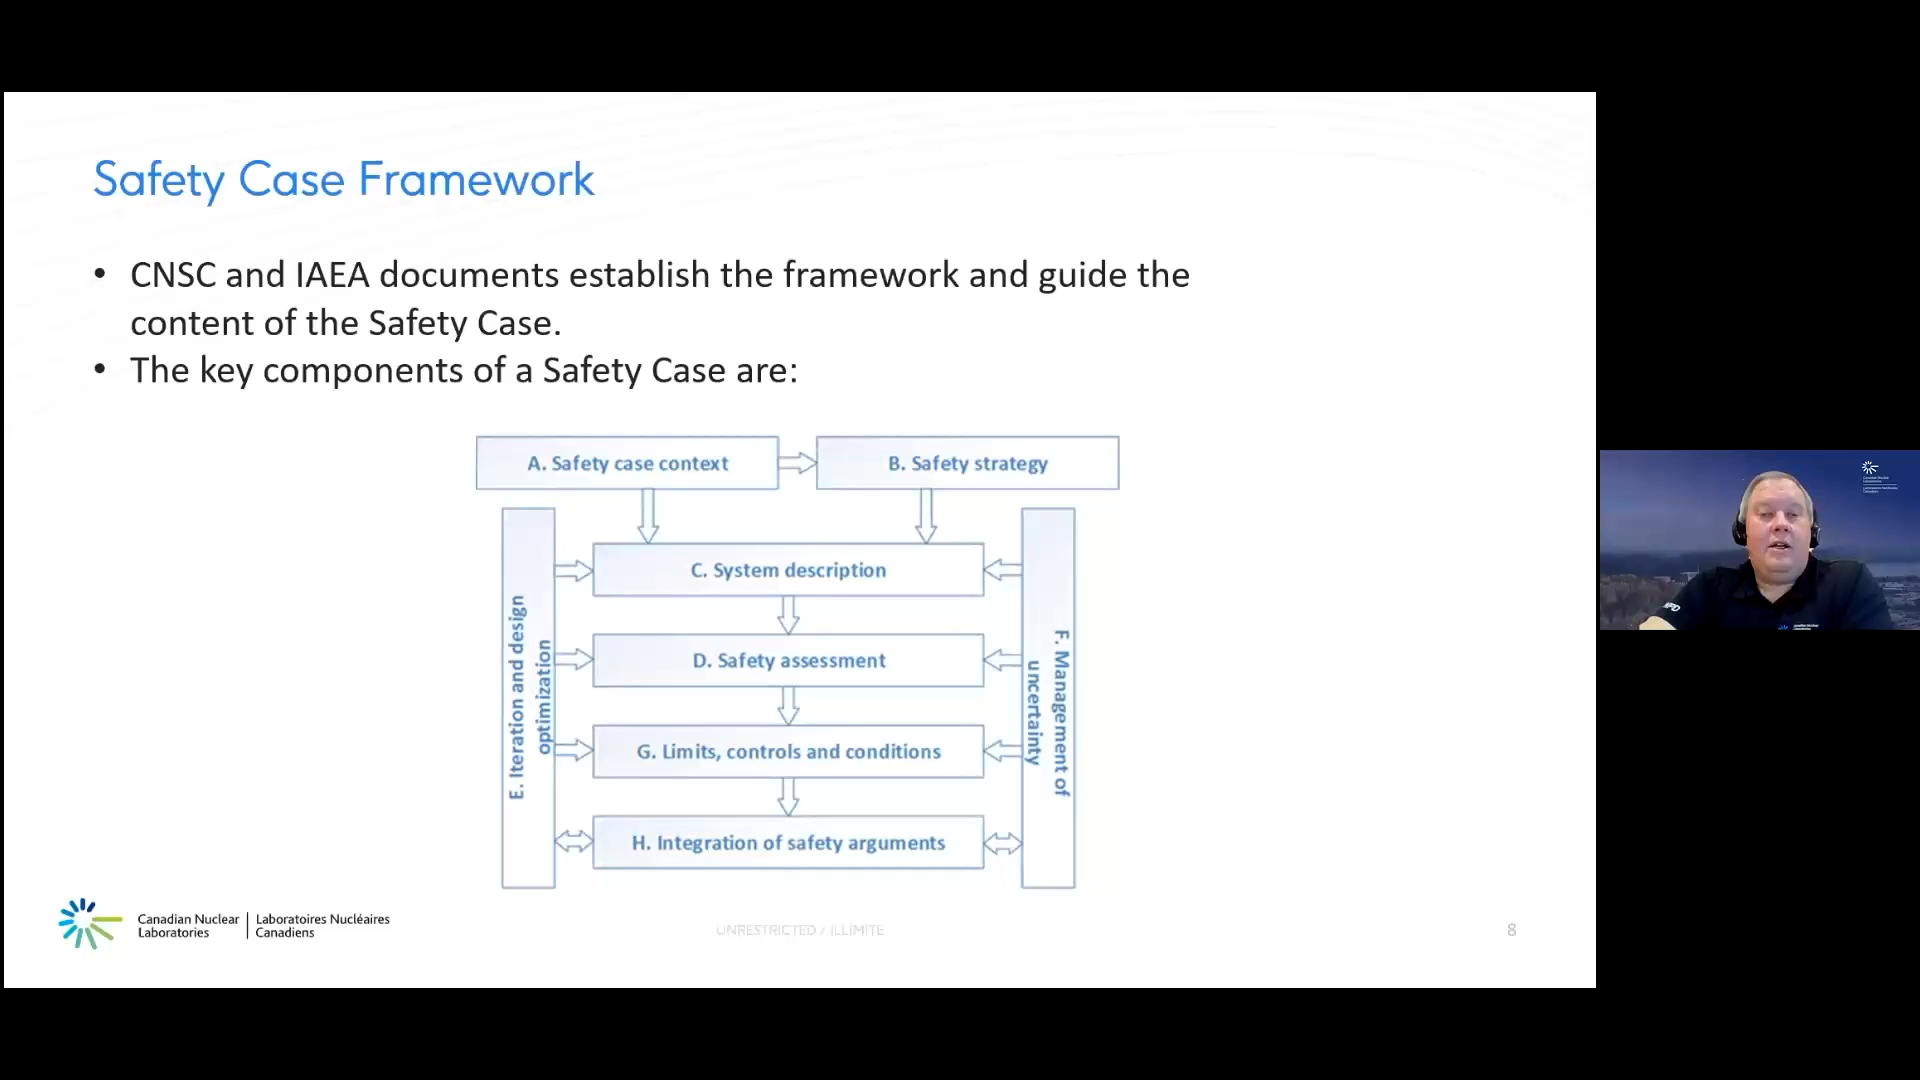 Safety Case Framework
• CNSC and IAEA documents establish the framework and guide the
content of the Safety Case.
• The key components of a Safety Case are:
A. Safety case context
B. Safety strategy
C. System description
D. Safety assessment
G. Limits, controls and conditions
H. Integration of safety arguments
E. Iteration and design
optimization
F. Management of
uncertainty
Canadian Nuclear
Laboratories
Laboratoires Nucléaires
Canadiens
UNRESTRICTED / ILLIMITÉ
8